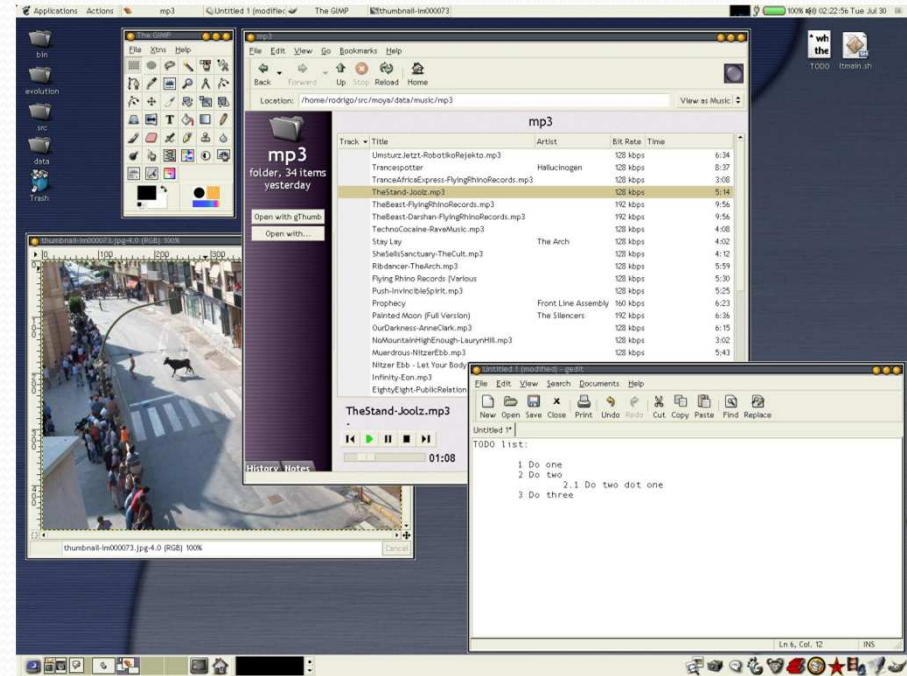 Applications Actions mp3 Untitled 1 (modified) The GIMP thumbnail-im000073 100% 02:22:56 Tue Jul 30
bin
evolution
src
data
Trash
The GIMP
File Xtns Help
mp3
File Edit View Go Bookmarks Help
Back Forward Up Stop Reload Home
Location: /home/rodrigo/src/moya/data/music/mp3 View as Music
mp3
folder, 34 items
yesterday
Open with gThumb
Open with...
History Notes
mp3
Track Title Artist Bit Rate Time
UmsturzJetzt-RobotikoRejekto.mp3 128 kbps 6:34
Trancespotter Hallucinogen 128 kbps 8:37
TranceAfricaExpress-FlyingRhinoRecords.mp3 128 kbps 3:08
TheStand-Joolz.mp3 128 kbps 5:14
TheBeast-FlyingRhinoRecords.mp3 192 kbps 9:56
TheBeast-Darshan-FlyingRhinoRecords.mp3 192 kbps 9:56
TechnoCocaine-RaveMusic.mp3 128 kbps 4:08
Stay Lay The Arch 128 kbps 4:02
SheSellsSanctuary-TheCult.mp3 128 kbps 4:12
Ribdancer-TheArch.mp3 128 kbps 5:59
Flying Rhino Records (Various 128 kbps 5:30
Push-InvincibleSpirit.mp3 128 kbps 5:25
Prophecy Front Line Assembly 160 kbps 6:23
Painted Moon (Full Version) The Silencers 192 kbps 6:36
OurDarkness-AnneClark.mp3 128 kbps 6:15
NoMountainHighEnough-LaurynHill.mp3 128 kbps 3:02
Muerdrous-NitzerEbb.mp3 128 kbps 5:43
Nitzer Ebb - Let Your Body
Infinity-Eon.mp3
EightyEight-PublicRelation
TheStand-Joolz.mp3
-
01:08
wh
the
TODO
ltmain.sh
thumbnail-im000073.jpg-4.0 (RGB) 100%
0 100 200 300
thumbnail-im000073.jpg-4.0 (RGB) 100% Cancel
Untitled 1 (modified) - gedit
File Edit View Search Documents Help
New Open Save Close Print Undo Redo Cut Copy Paste Find Replace
Untitled 1*
TODO list:
1 Do one
2 Do two
2.1 Do two dot one
3 Do three
Ln 6, Col. 12 INS